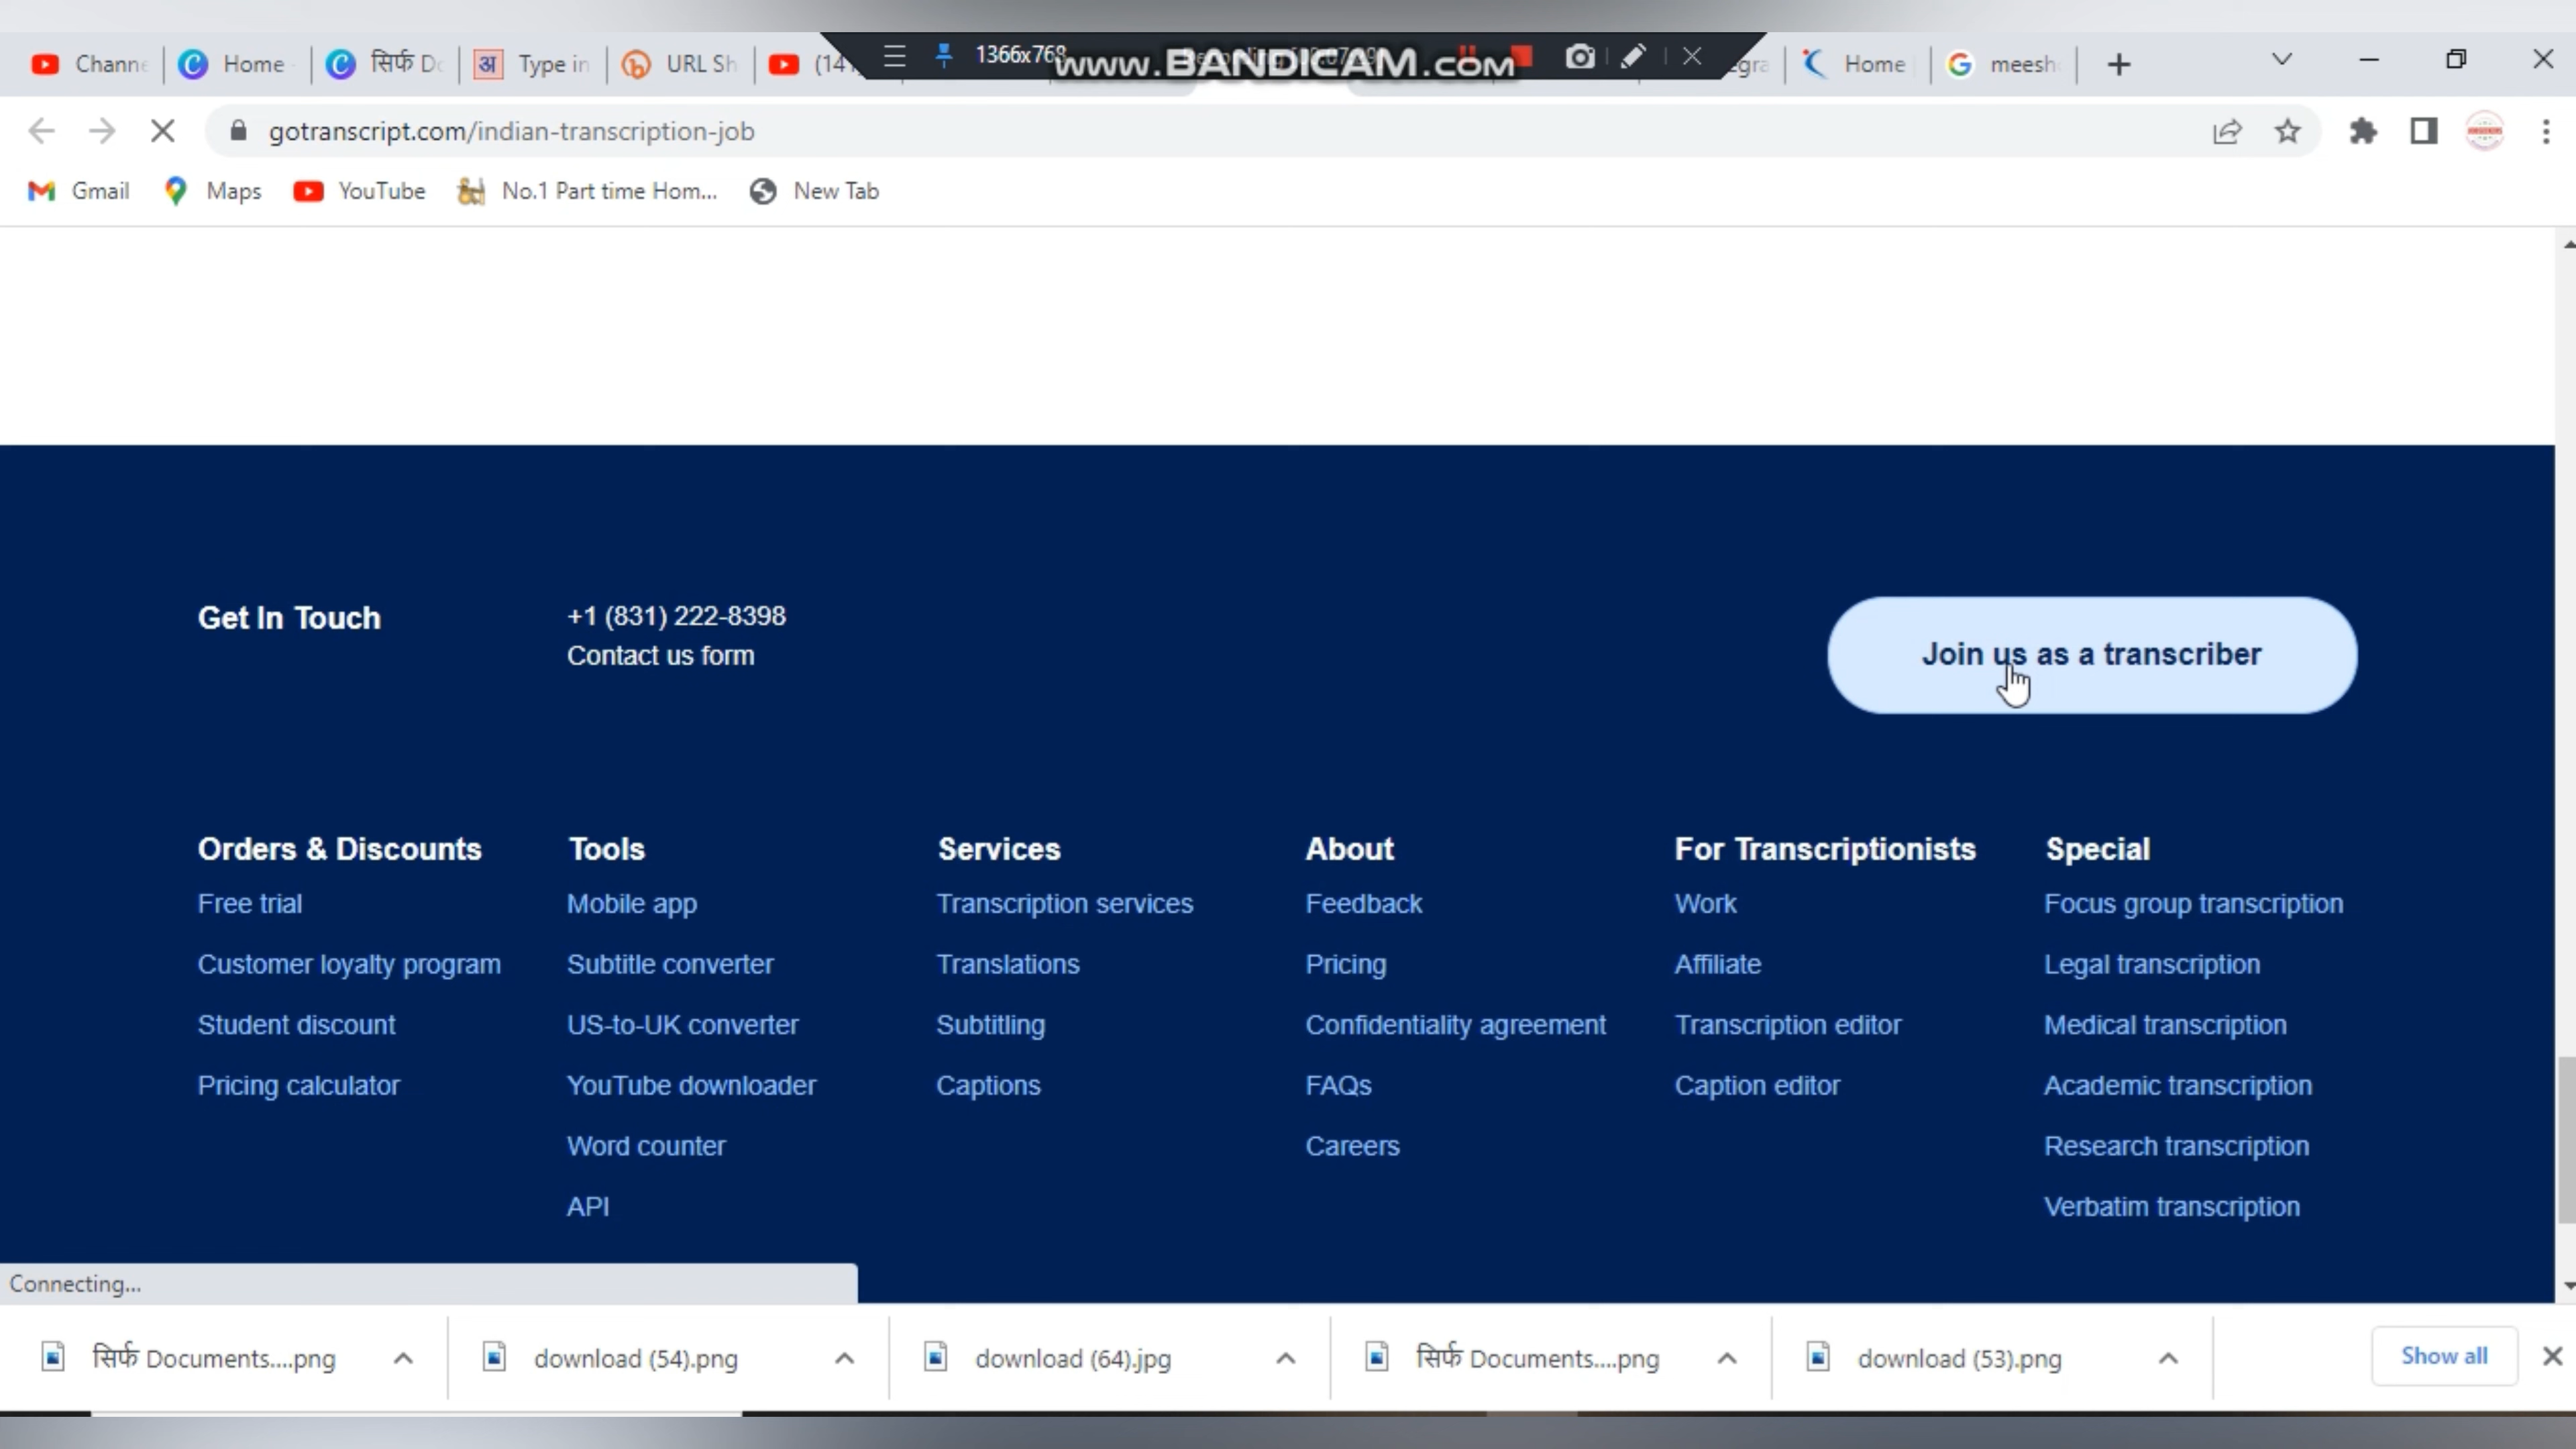 Channe
Home
सिर्फ Do
Type in
URL Sh
1366x768
www.BANDICAM.com
Home
meesh
gotranscript.com/indian-transcription-job
Gmail
Maps
YouTube
No.1 Part time Hom...
New Tab
Get In Touch
+1 (831) 222-8398
Contact us form
Join us as a transcriber
Orders & Discounts
Free trial
Customer loyalty program
Student discount
Pricing calculator
Tools
Mobile app
Subtitle converter
US-to-UK converter
YouTube downloader
Word counter
API
Services
Transcription services
Translations
Subtitling
Captions
About
Feedback
Pricing
Confidentiality agreement
FAQs
Careers
For Transcriptionists
Work
Affiliate
Transcription editor
Caption editor
Special
Focus group transcription
Legal transcription
Medical transcription
Academic transcription
Research transcription
Verbatim transcription
Connecting...
सिर्फ Documents....png
download (54).png
download (64).jpg
सिर्फ Documents....png
download (53).png
Show all